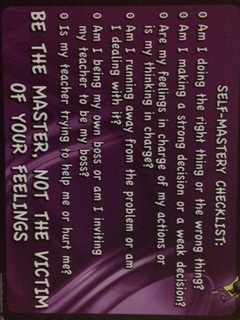 SELF-MASTERY CHECKLIST:
o Am I doing the right thing or the wrong thing?
o Am I making a strong decision or a weak decision?
o Are my feelings in charge of my actions or
is my thinking in charge?
o Am I running away from the problem or am
I dealing with it?
o Am I being my own boss or am I inviting
my teacher to be my boss?
o Is my teacher trying to help me or hurt me?
BE THE MASTER, NOT THE VICTIM
OF YOUR FEELINGS